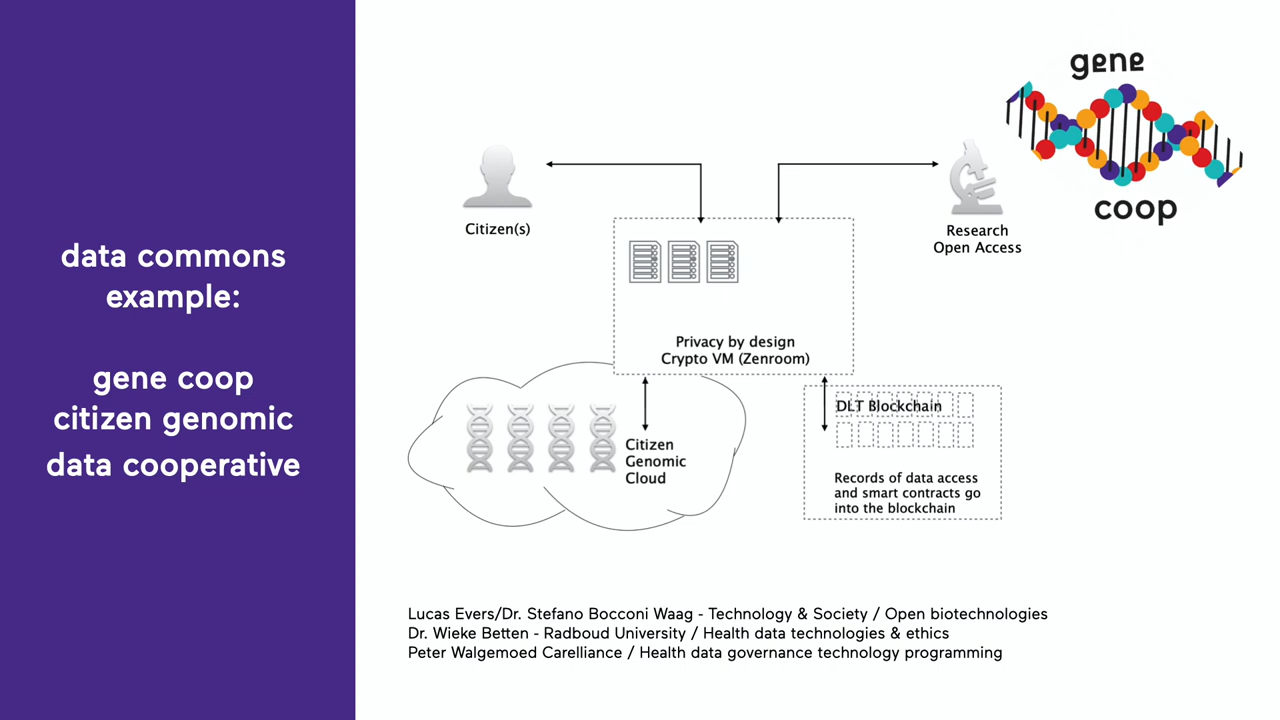 data commons
example:
gene coop
citizen genomic
data cooperative
gene
coop
Citizen(s)
Research
Open Access
Privacy by design
Crypto VM (Zenroom)
Citizen
Genomic
Cloud
DLT Blockchain
Records of data access
and smart contracts go
into the blockchain
Lucas Evers/Dr. Stefano Bocconi Waag - Technology & Society / Open biotechnologies
Dr. Wieke Betten - Radboud University / Health data technologies & ethics
Peter Walgemoed Carelliance / Health data governance technology programming